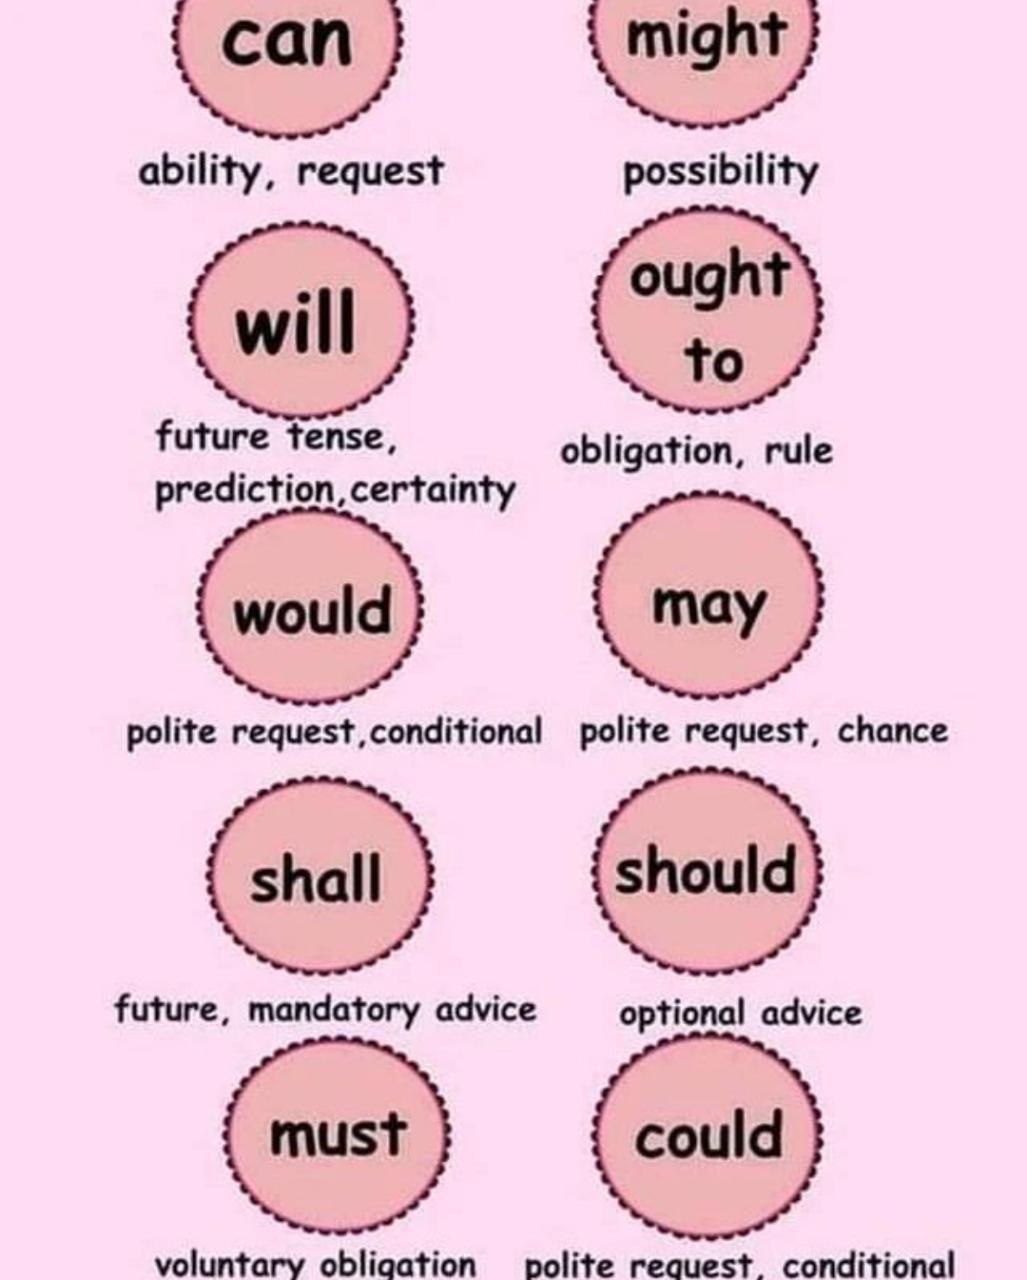 can
might
ability, request
possibility
will
ought
to
future tense,
prediction,certainty
obligation, rule
would
may
polite request,conditional
polite request, chance
shall
should
future, mandatory advice
optional advice
must
could
voluntary obligation
polite request, conditional